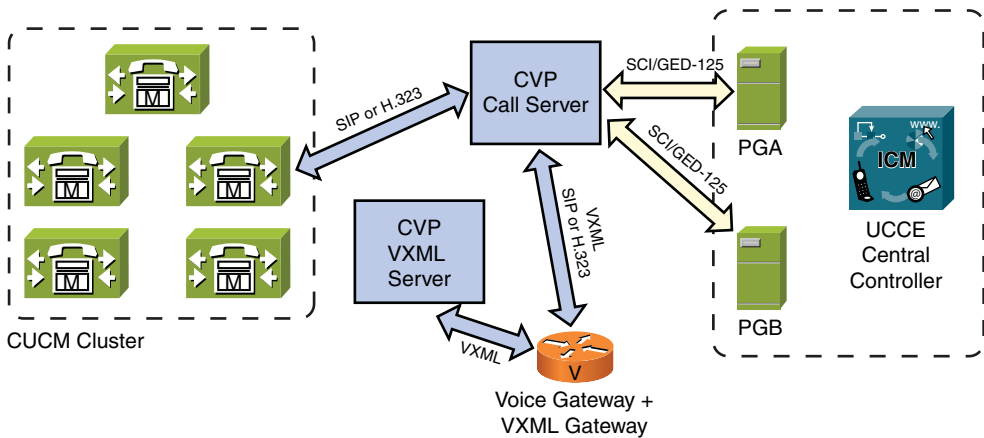 M
M
M
M
M
CUCM Cluster
SIP or H.323
CVP
Call Server
CVP
VXML
Server
VXML
VXML
SIP or H.323
V
Voice Gateway +
VXML Gateway
SCI/GED-125
SCI/GED-125
PGA
PGB
WWW.
ICM
@
UCCE
Central
Controller